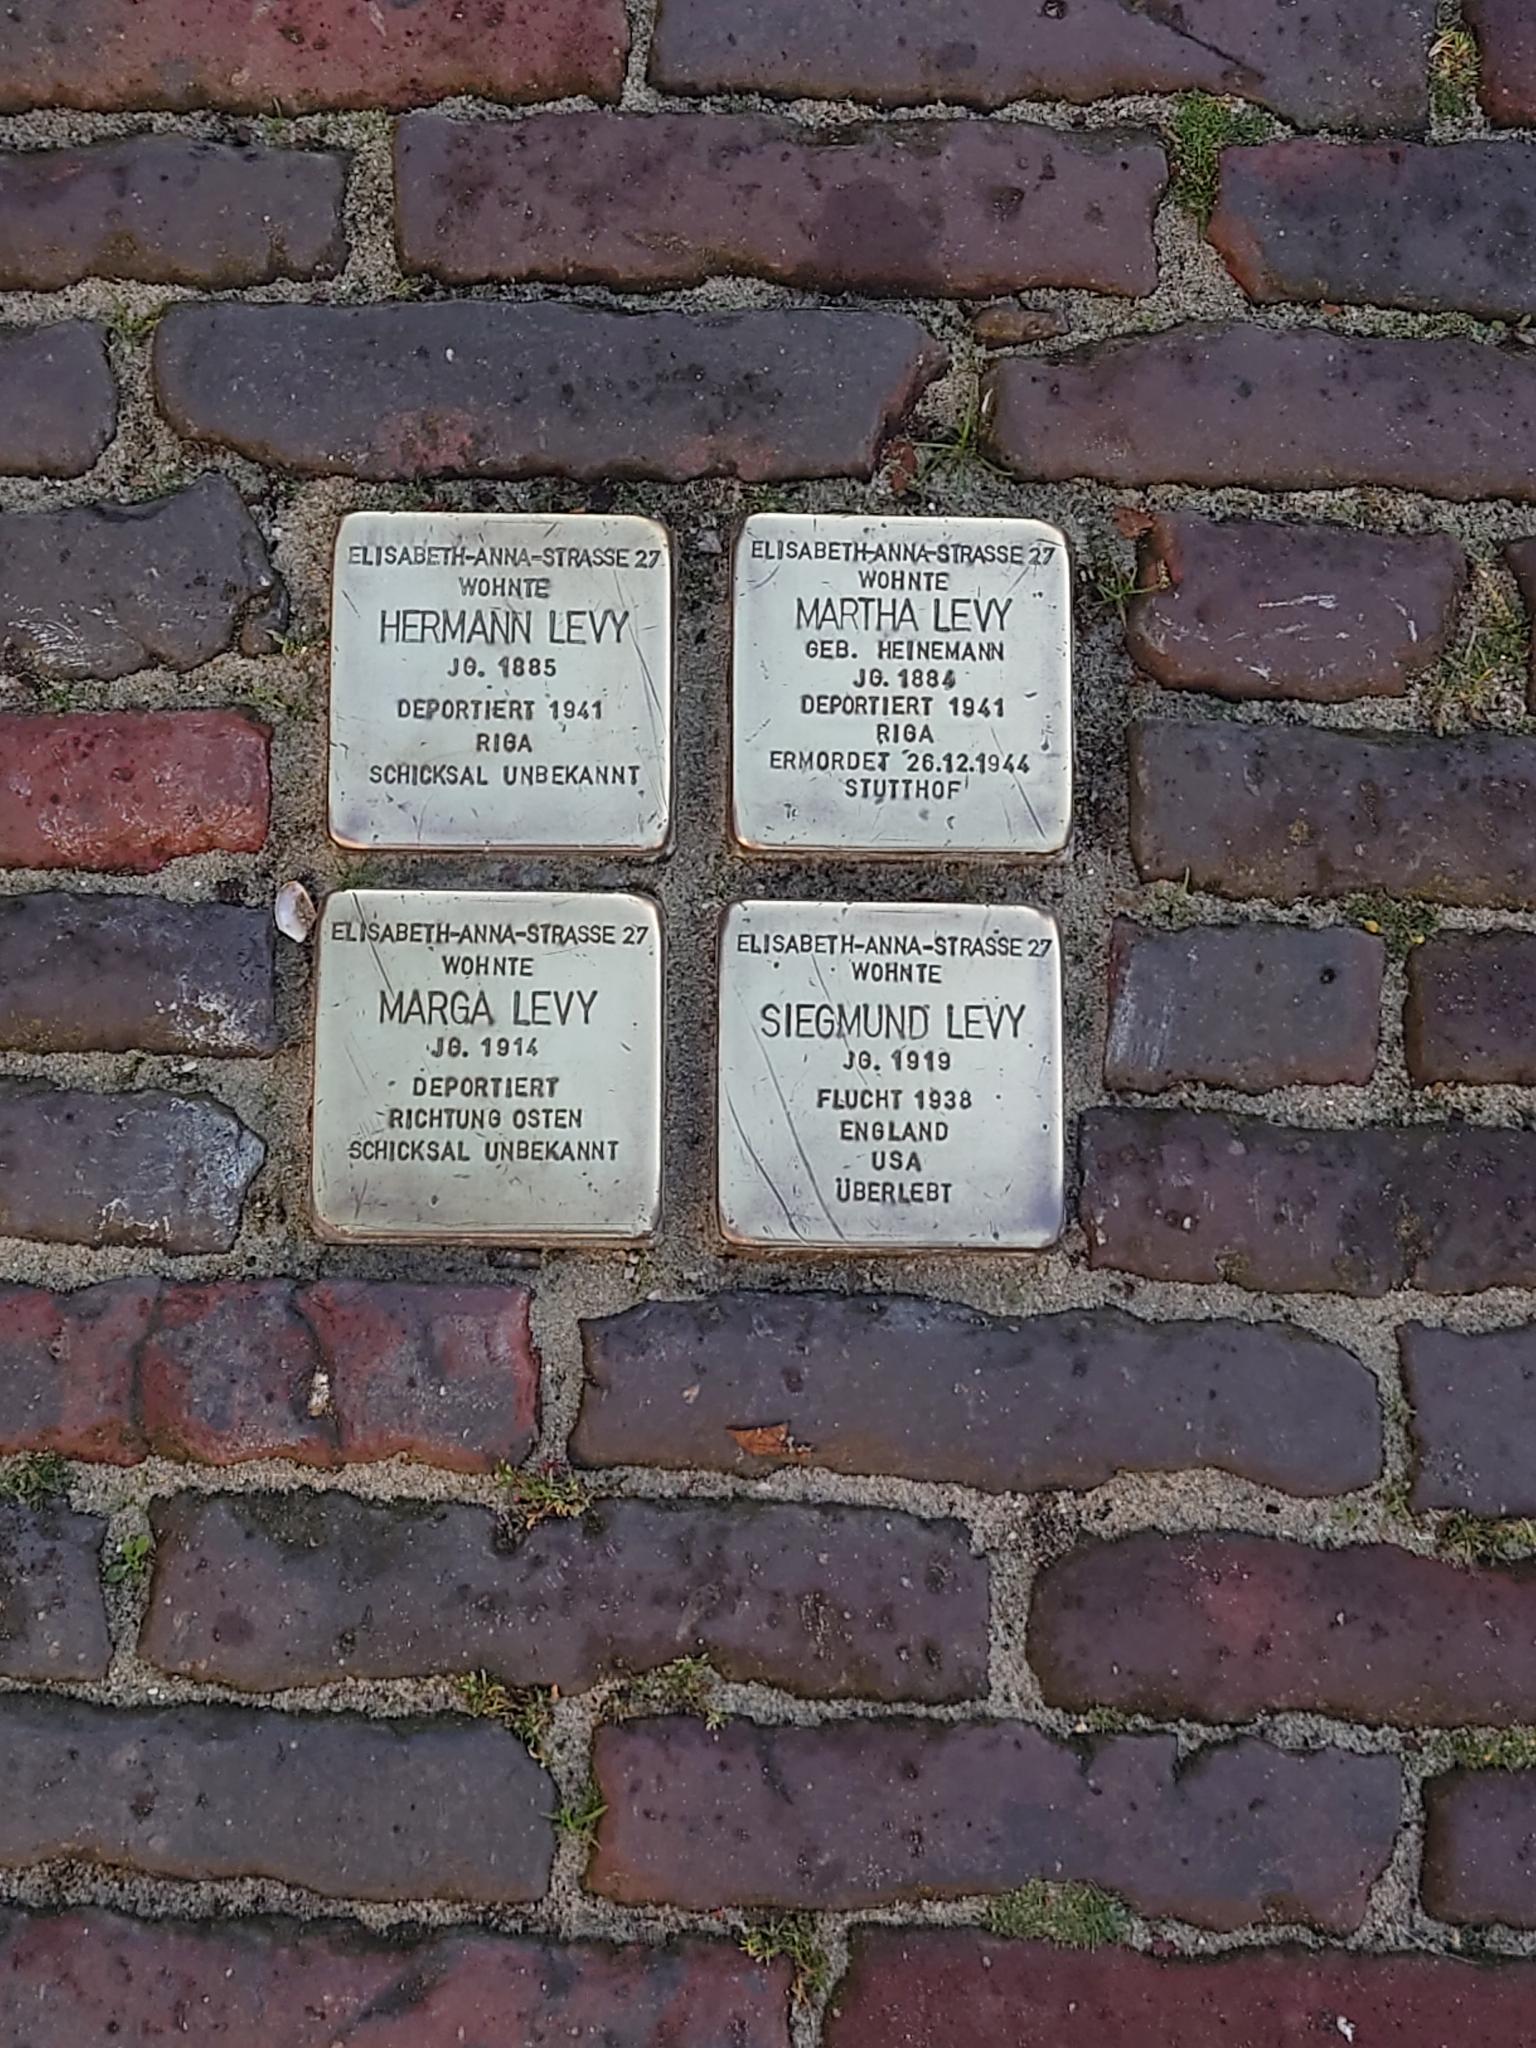 ELISABETH-ANNA-STRASSE 27
WOHNTE
HERMANN LEVY
JG. 1885
DEPORTIERT 1941
RIGA
SCHICKSAL UNBEKANNT
ELISABETH-ANNA-STRASSE 27
WOHNTE
MARTHA LEVY
GEB. HEINEMANN
JG. 1884
DEPORTIERT 1941
RIGA
ERMORDET 26.12.1944
STUTTHOF
ELISABETH-ANNA-STRASSE 27
WOHNTE
MARGA LEVY
JG. 1914
DEPORTIERT
RICHTUNG OSTEN
SCHICKSAL UNBEKANNT
ELISABETH-ANNA-STRASSE 27
WOHNTE
SIEGMUND LEVY
JG. 1919
FLUCHT 1938
ENGLAND
USA
ÜBERLEBT